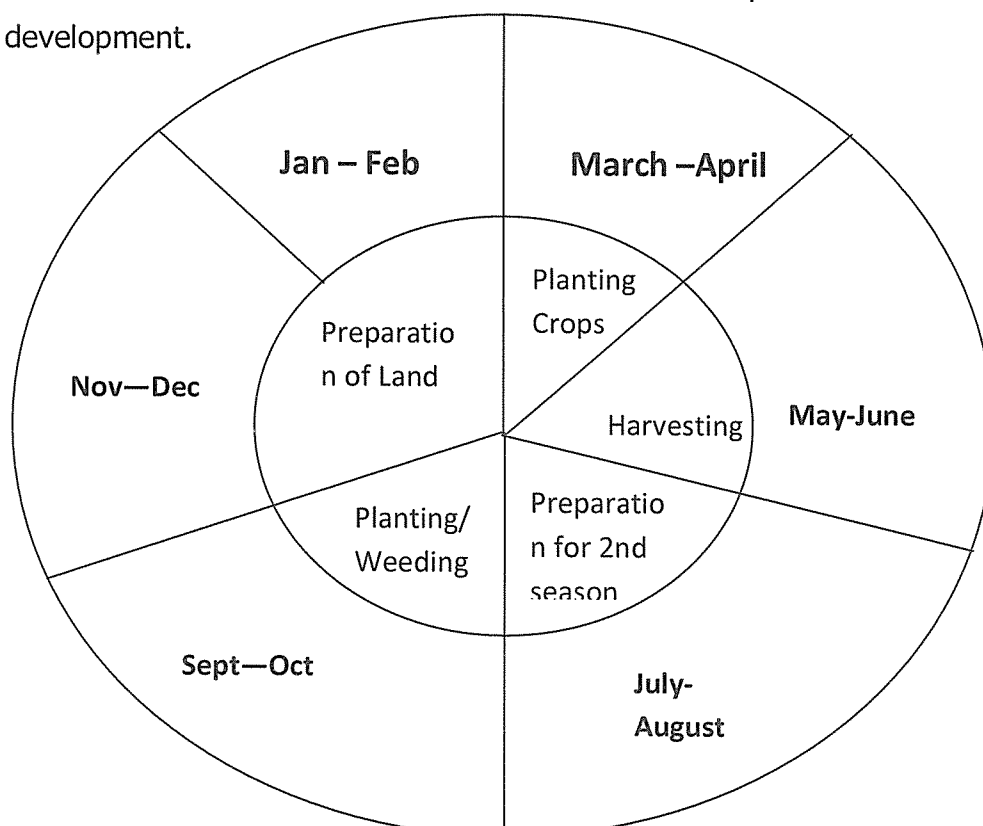 development.
Jan – Feb
March –April
Planting
Crops
Preparatio
n of Land
Nov—Dec
Harvesting
May-June
Planting/
Weeding
Preparatio
n for 2nd
season
Sept—Oct
July-
August